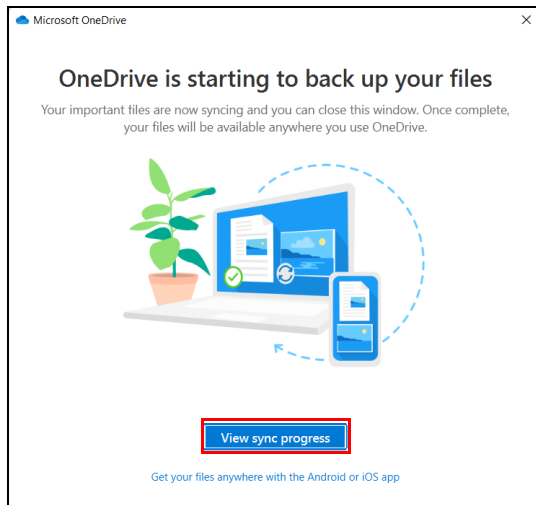 Microsoft OneDrive
OneDrive is starting to back up your files
Your important files are now syncing and you can close this window. Once complete,
your files will be available anywhere you use OneDrive.
View sync progress
Get your files anywhere with the Android or iOS app